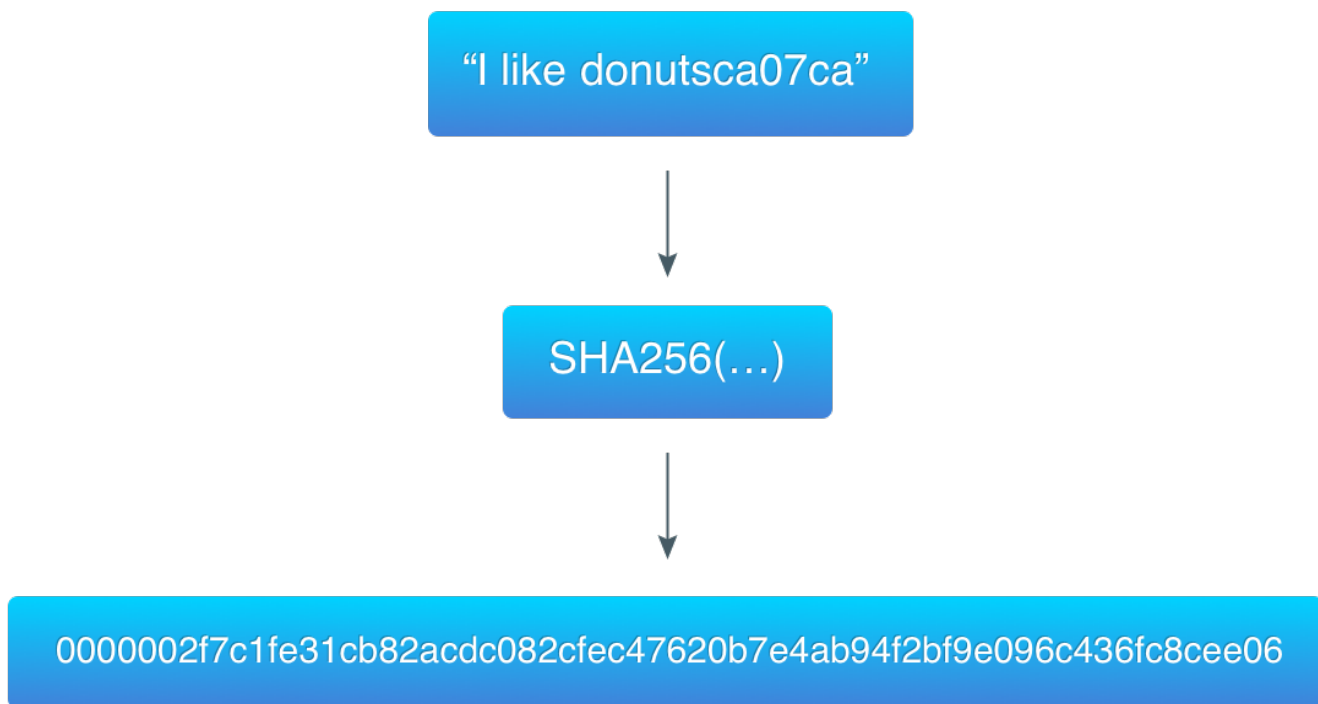 “I like donutsca07ca”
SHA256(…)
0000002f7c1fe31cb82acdc082cfec47620b7e4ab94f2bf9e096c436fc8cee06